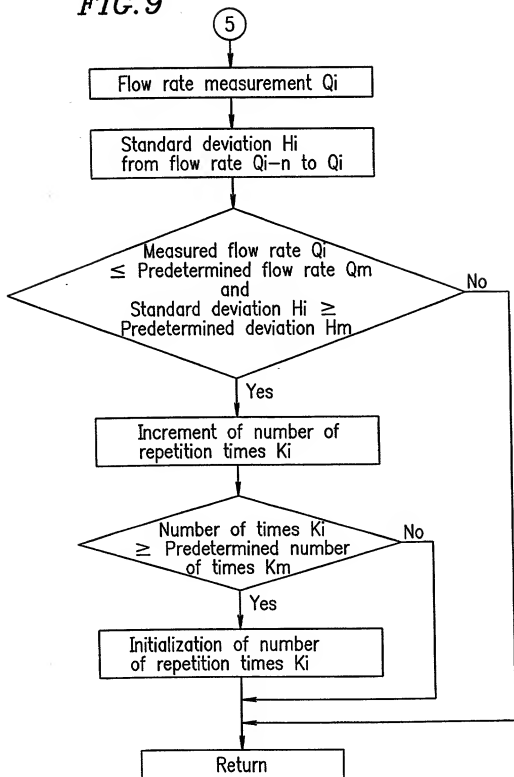 FIG. 9
5
Flow rate measurement Qi
Standard deviation Hi
from flow rate Qi-n to Qi
Measured flow rate Qi
≤ Predetermined flow rate Qm
and
Standard deviation Hi ≥
Predetermined deviation Hm
No
Yes
Increment of number of
repetition times Ki
Number of times Ki
≥ Predetermined number
of times Km
No
Yes
Initialization of number
of repetition times Ki
Return